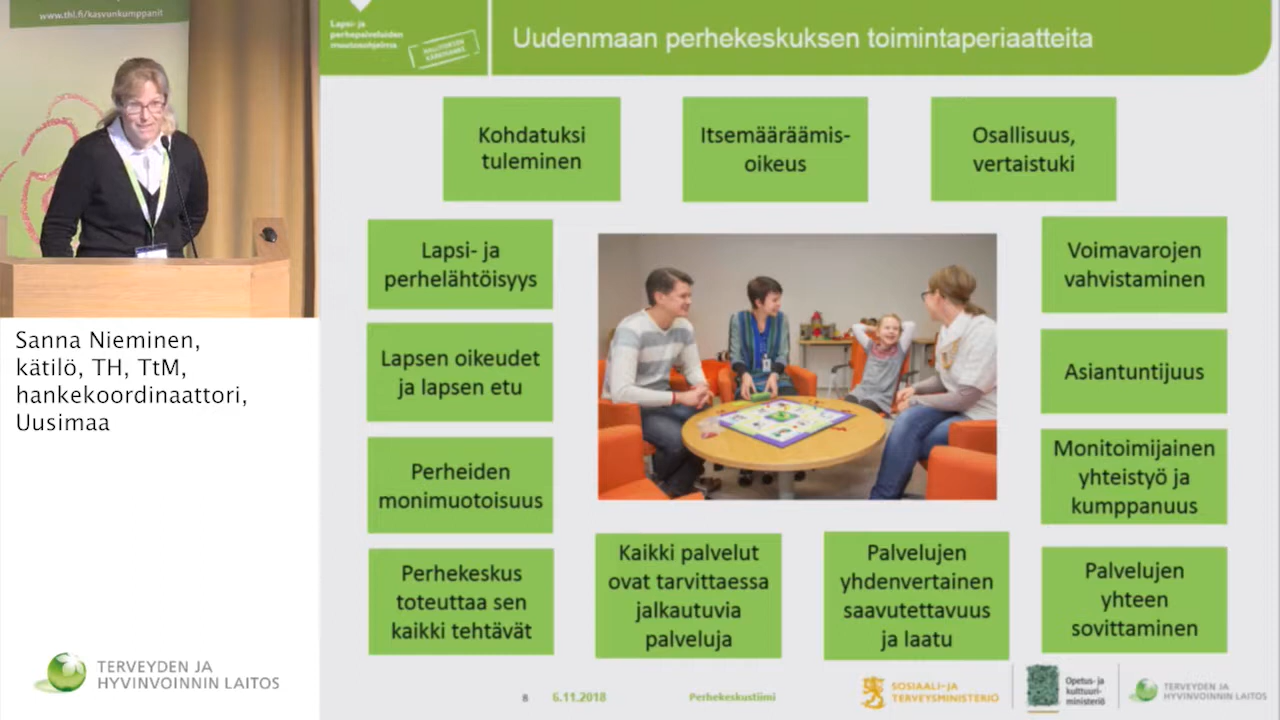 www.thl.fi/kasvunkumppanit
Sanna Nieminen,
kätilö, TH, TtM,
hankekoordinaattori,
Uusimaa
TERVEYDEN JA
HYVINVOINNIN LAITOS
Lapsi- ja
perhepalveluiden
muutosohjelma
HALLITUKSEN
KÄRKIHANKE
Uudenmaan perhekeskuksen toimintaperiaatteita
Kohdatuksi
tuleminen
Itsemääräämis-
oikeus
Osallisuus,
vertaistuki
Lapsi- ja
perhelähtöisyys
Voimavarojen
vahvistaminen
Lapsen oikeudet
ja lapsen etu
Asiantuntijuus
Perheiden
monimuotoisuus
Monitoimijainen
yhteistyö ja
kumppanuus
Perhekeskus
toteuttaa sen
kaikki tehtävät
Kaikki palvelut
ovat tarvittaessa
jalkautuvia
palveluja
Palvelujen
yhdenvertainen
saavutettavuus
ja laatu
Palvelujen
yhteen
sovittaminen
8
6.11.2018
Perhekeskustiimi
SOSIAALI- JA
TERVEYSMINISTERIÖ
Opetus- ja
kulttuuri-
ministeriö
TERVEYDEN JA
HYVINVOINNIN LAITOS